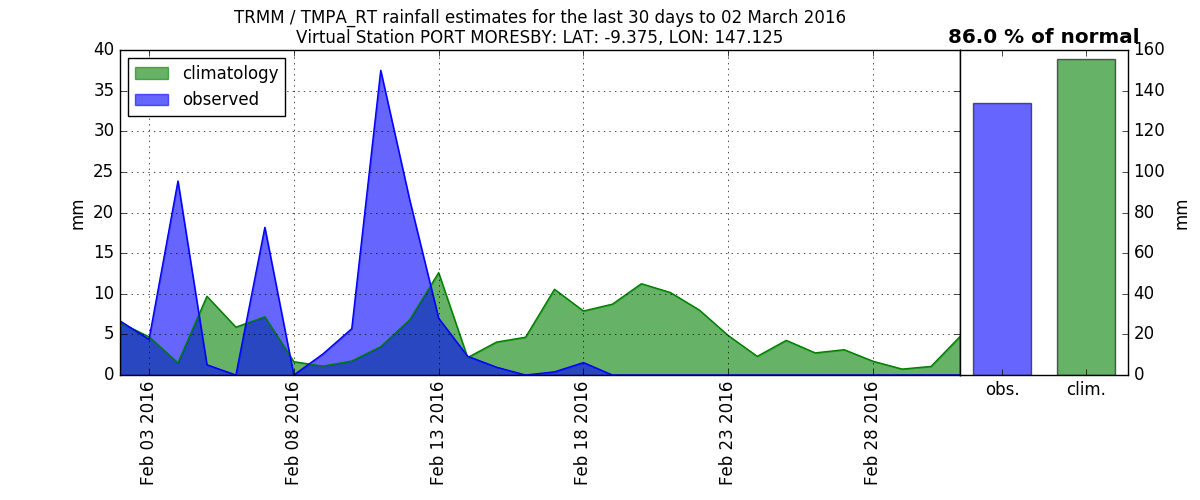 TRMM / TMPA_RT rainfall estimates for the last 30 days to 02 March 2016
Virtual Station PORT MORESBY: LAT: -9.375, LON: 147.125
86.0 % of normal
climatology
observed
mm
40
35
30
25
20
15
10
5
0
Feb 03 2016
Feb 08 2016
Feb 13 2016
Feb 18 2016
Feb 23 2016
Feb 28 2016
obs.
clim.
160
140
120
100
80
60
40
20
0
mm